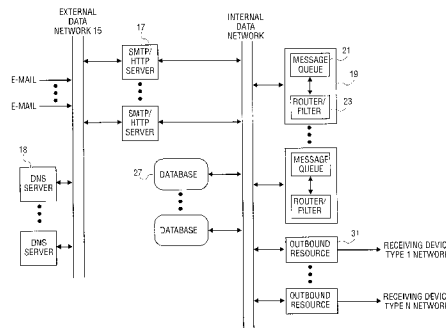 EXTERNAL
DATA
NETWORK 15
17
SMTP/
HTTP
SERVER
INTERNAL
DATA
NETWORK
21
MESSAGE
QUEUE
19
23
ROUTER/
FILTER
E-MAIL
E-MAIL
SMTP/
HTTP
SERVER
18
DNS
SERVER
27
DATABASE
MESSAGE
QUEUE
ROUTER/
FILTER
DNS
SERVER
DATABASE
31
OUTBOUND
RESOURCE
RECEIVING DEVIC
TYPE 1 NETWORK
OUTBOUND
RESOURCE
RECEIVING DEVIC
TYPE N NETWORK